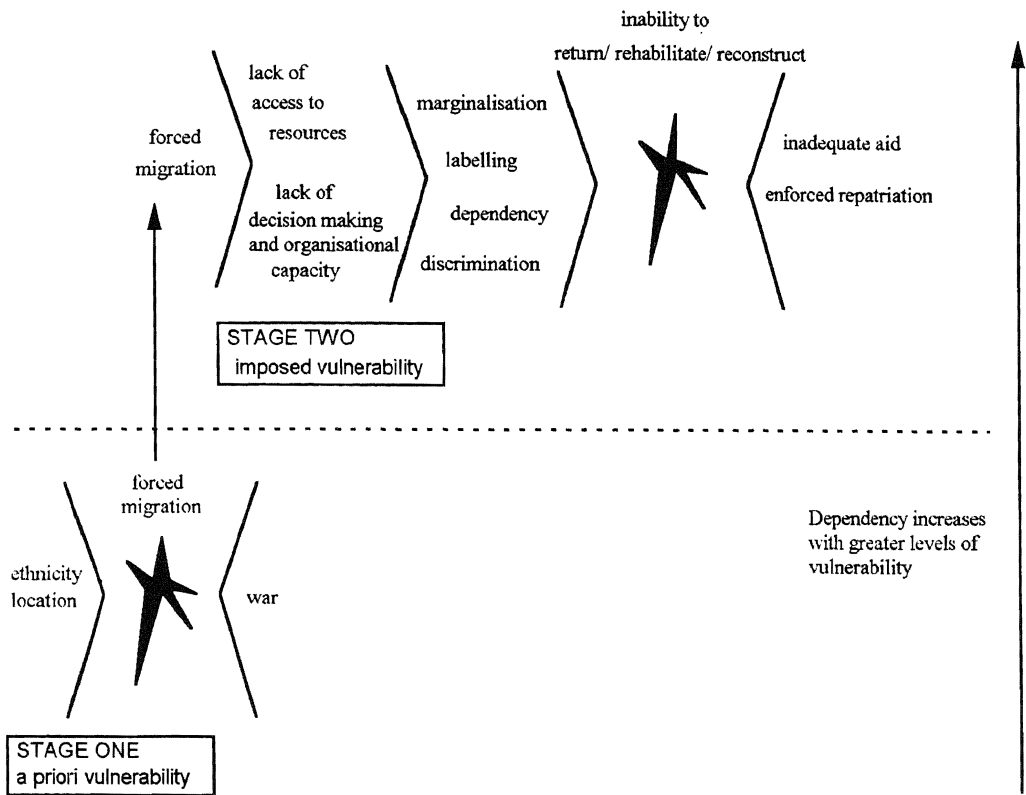 inability to
return/ rehabilitate/ reconstruct
forced
migration
lack of
access to
resources
lack of
decision making
and organisational
capacity
marginalisation
labelling
dependency
discrimination
inadequate aid
enforced repatriation
STAGE TWO
imposed vulnerability
forced
migration
ethnicity
location
war
Dependency increases
with greater levels of
vulnerability
STAGE ONE
a priori vulnerability